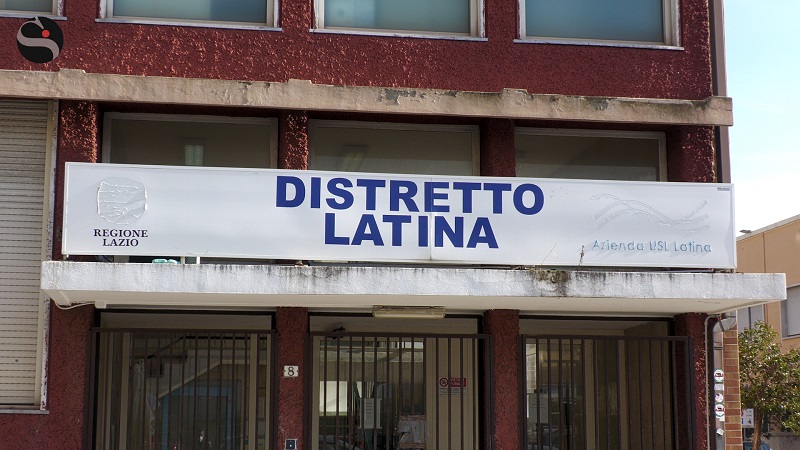 DISTRETTO
LATINA
REGIONE
LAZIO
Azienda USL Latina
8